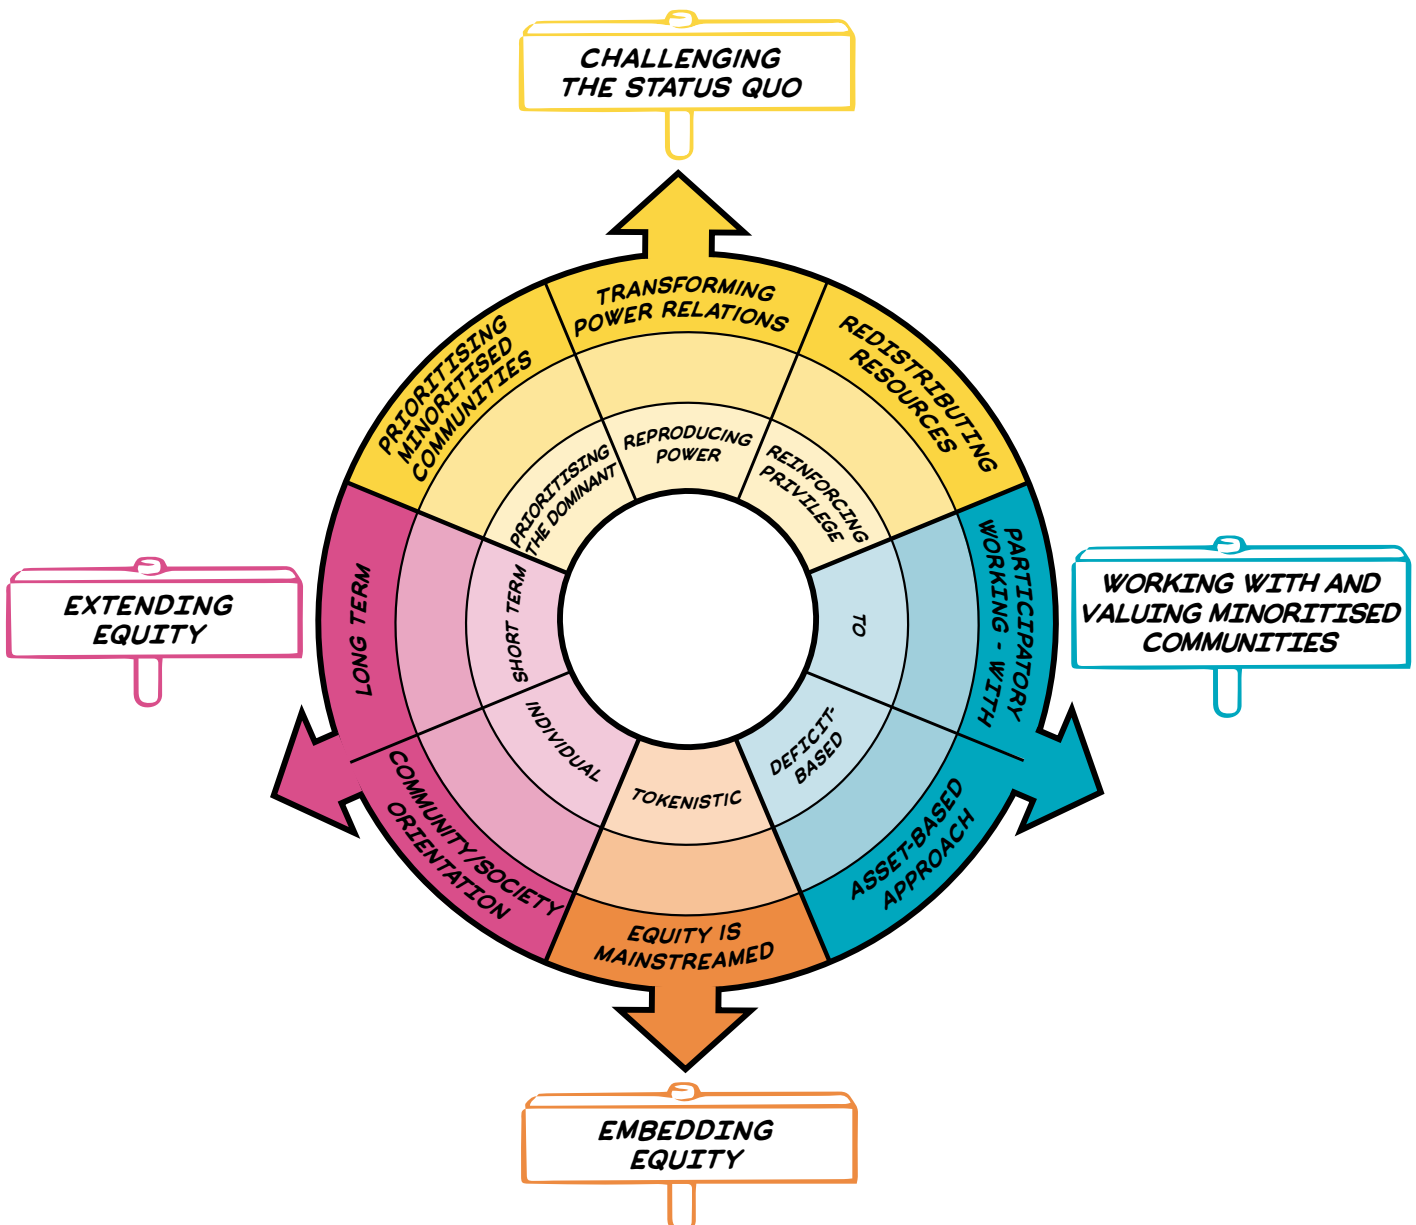 CHALLENGING
THE STATUS QUO
TRANSFORMING
POWER RELATIONS
PRIORITISING
MINORITISED
COMMUNITIES
REDISTRIBUTING
RESOURCES
REPRODUCING
POWER
PRIORITISING
THE DOMINANT
REINFORCING
PRIVILEGE
EXTENDING
EQUITY
LONG TERM
SHORT TERM
TO
PARTICIPATORY
WORKING - WITH
WORKING WITH AND
VALUING MINORITISED
COMMUNITIES
INDIVIDUAL
COMMUNITY/SOCIETY
ORIENTATION
TOKENISTIC
DEFICIT-
BASED
ASSET-BASED
APPROACH
EQUITY IS
MAINSTREAMED
EMBEDDING
EQUITY